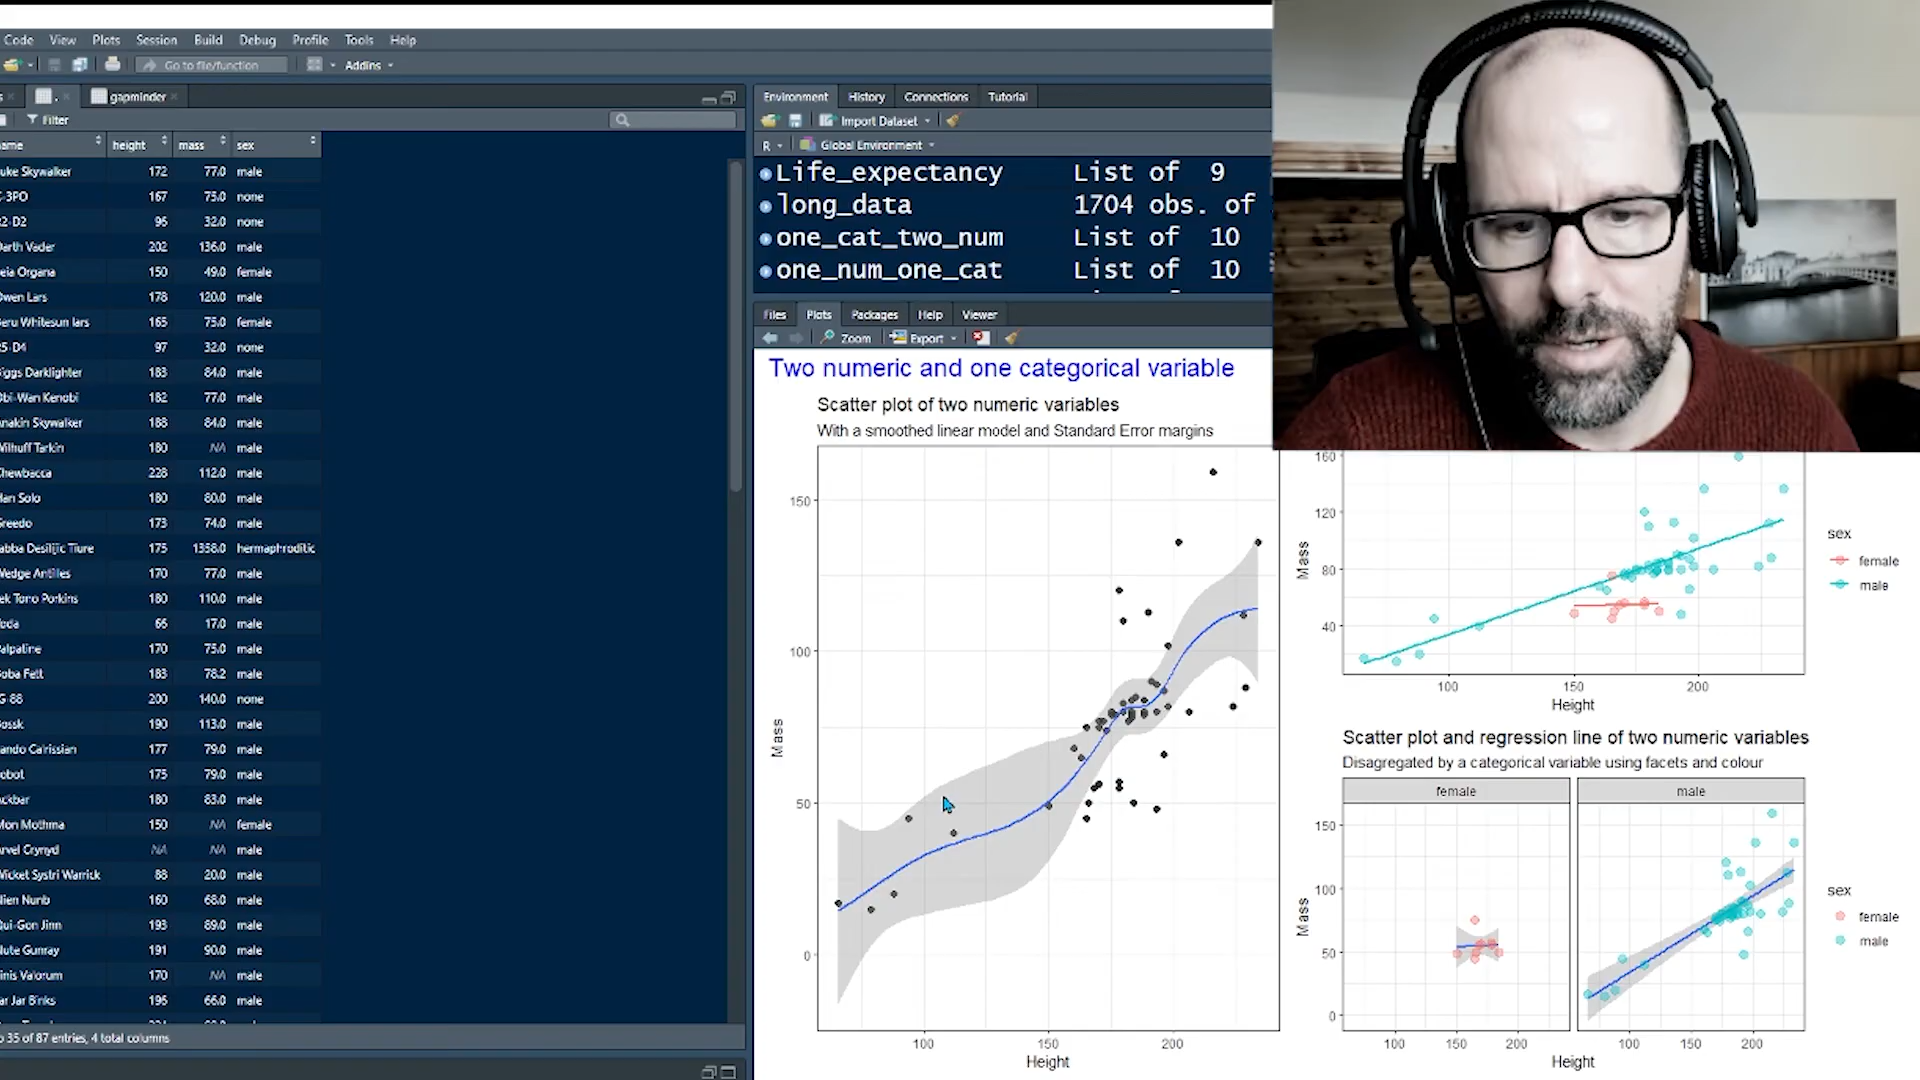 Code View Plots Session Build Debug Profile Tools Help
Go to file/function Addins
gapminder
Filter
ame height mass sex
uke Skywalker 172 77.0 male
C-3PO 167 75.0 none
2-D2 96 32.0 none
Darth Vader 202 136.0 male
eia Organa 150 49.0 female
Owen Lars 178 120.0 male
eru Whitesun lars 165 75.0 female
5-D4 97 32.0 none
iggs Darklighter 183 84.0 male
Obi-Wan Kenobi 182 77.0 male
Anakin Skywalker 188 84.0 male
Wilhuff Tarkin 180 NA male
Chewbacca 228 112.0 male
Han Solo 180 80.0 male
Greedo 173 74.0 male
abba Desilijic Tiure 175 1358.0 hermaphroditic
Wedge Antilles 170 77.0 male
ek Tono Porkins 180 110.0 male
oda 66 17.0 male
alpatine 170 75.0 male
oba Fett 183 78.2 male
G-88 200 140.0 none
ossk 190 113.0 male
ando Calrissian 177 79.0 male
obot 175 79.0 male
ckbar 180 83.0 male
Mon Mothma 150 NA female
rvel Crynyd NA NA male
Wicket Systri Warrick 88 20.0 male
Nien Nunb 160 68.0 male
Qui-Gon Jinn 193 89.0 male
Nute Gunray 191 90.0 male
inis Valorum 170 NA male
ar Jar Binks 196 66.0 male
o 35 of 87 entries, 4 total columns
Environment History Connections Tutorial
Import Dataset
R Global Environment
Life_expectancy List of 9
long_data 1704 obs. of
one_cat_two_num List of 10
one_num_one_cat List of 10
Files Plots Packages Help Viewer
Zoom Export
Two numeric and one categorical variable
Scatter plot of two numeric variables
With a smoothed linear model and Standard Error margins
150
100
50
0
Mass
100 150 200
Height
160
120
80
40
Mass
100 150 200
Height
sex
female
male
Scatter plot and regression line of two numeric variables
Disagregated by a categorical variable using facets and colour
female male
150
100
50
0
Mass
100 150 200 100 150 200
Height
sex
female
male